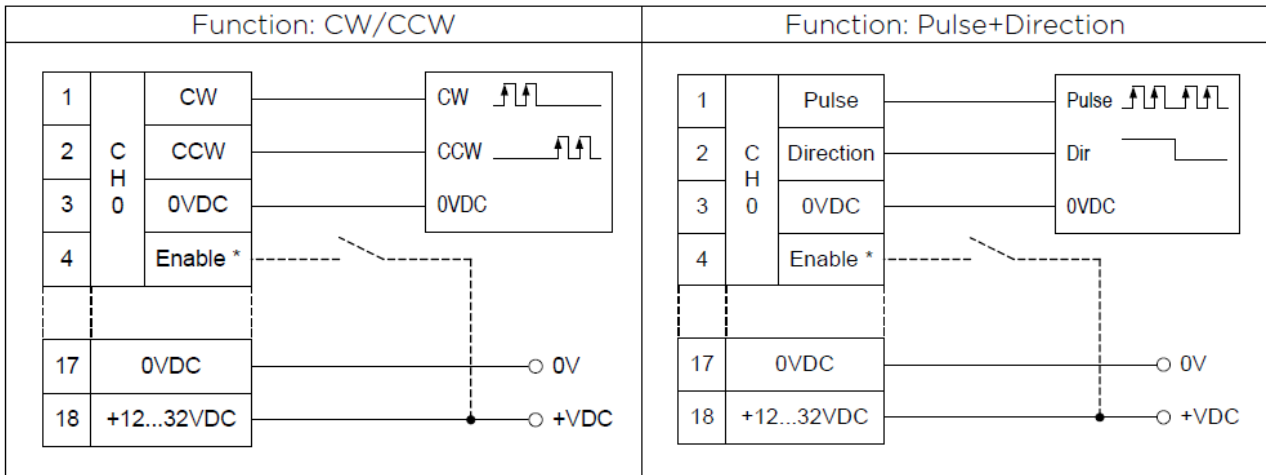 Function: CW/CCW
1 CW CW
2 CCW CCW
3 0VDC 0VDC
CH0
4 Enable *
17 0VDC 0V
18 +12...32VDC +VDC
Function: Pulse+Direction
1 Pulse Pulse
2 Direction Dir
3 0VDC 0VDC
CH0
4 Enable *
17 0VDC 0V
18 +12...32VDC +VDC